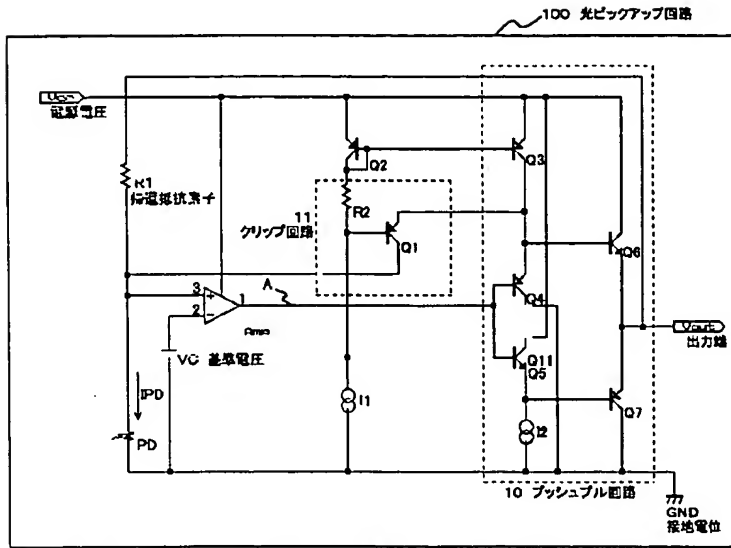 100 光ピックアップ回路
Vcc
電源電圧
R1
帰還抵抗素子
Q2
Q3
11
クリップ回路
R2
Q1
Q6
A
3
+
1
2
-
Amp
Q4
Vout
出力端
VC 基準電圧
Q11
Q5
IPD
I1
Q7
PD
I2
10 プッシュプル回路
GND
接地電位